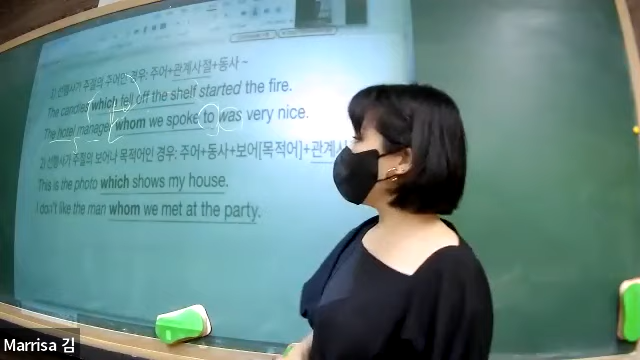 1) 선행사가 주절의 주어인 경우: 주어+관계사절+동사 ~
The candles which fell off the shelf started the fire.
The hotel manager whom we spoke to was very nice.
2) 선행사가 주절의 보어나 목적어인 경우: 주어+동사+보어[목적어]+관계사
This is the photo which shows my house.
I don't like the man whom we met at the party.
Marrisa 김